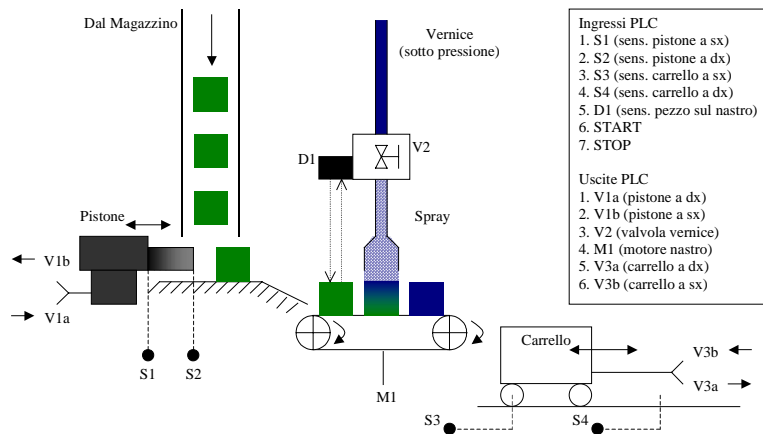 Dal Magazzino
Vernice
(sotto pressione)
D1
V2
Spray
Pistone
V1b
V1a
S1
S2
M1
Carrello
V3b
V3a
S3
S4
Ingressi PLC
1. S1 (sens. pistone a sx)
2. S2 (sens. pistone a dx)
3. S3 (sens. carrello a sx)
4. S4 (sens. carrello a dx)
5. D1 (sens. pezzo sul nastro)
6. START
7. STOP
Uscite PLC
1. V1a (pistone a dx)
2. V1b (pistone a sx)
3. V2 (valvola vernice)
4. M1 (motore nastro)
5. V3a (carrello a dx)
6. V3b (carrello a sx)